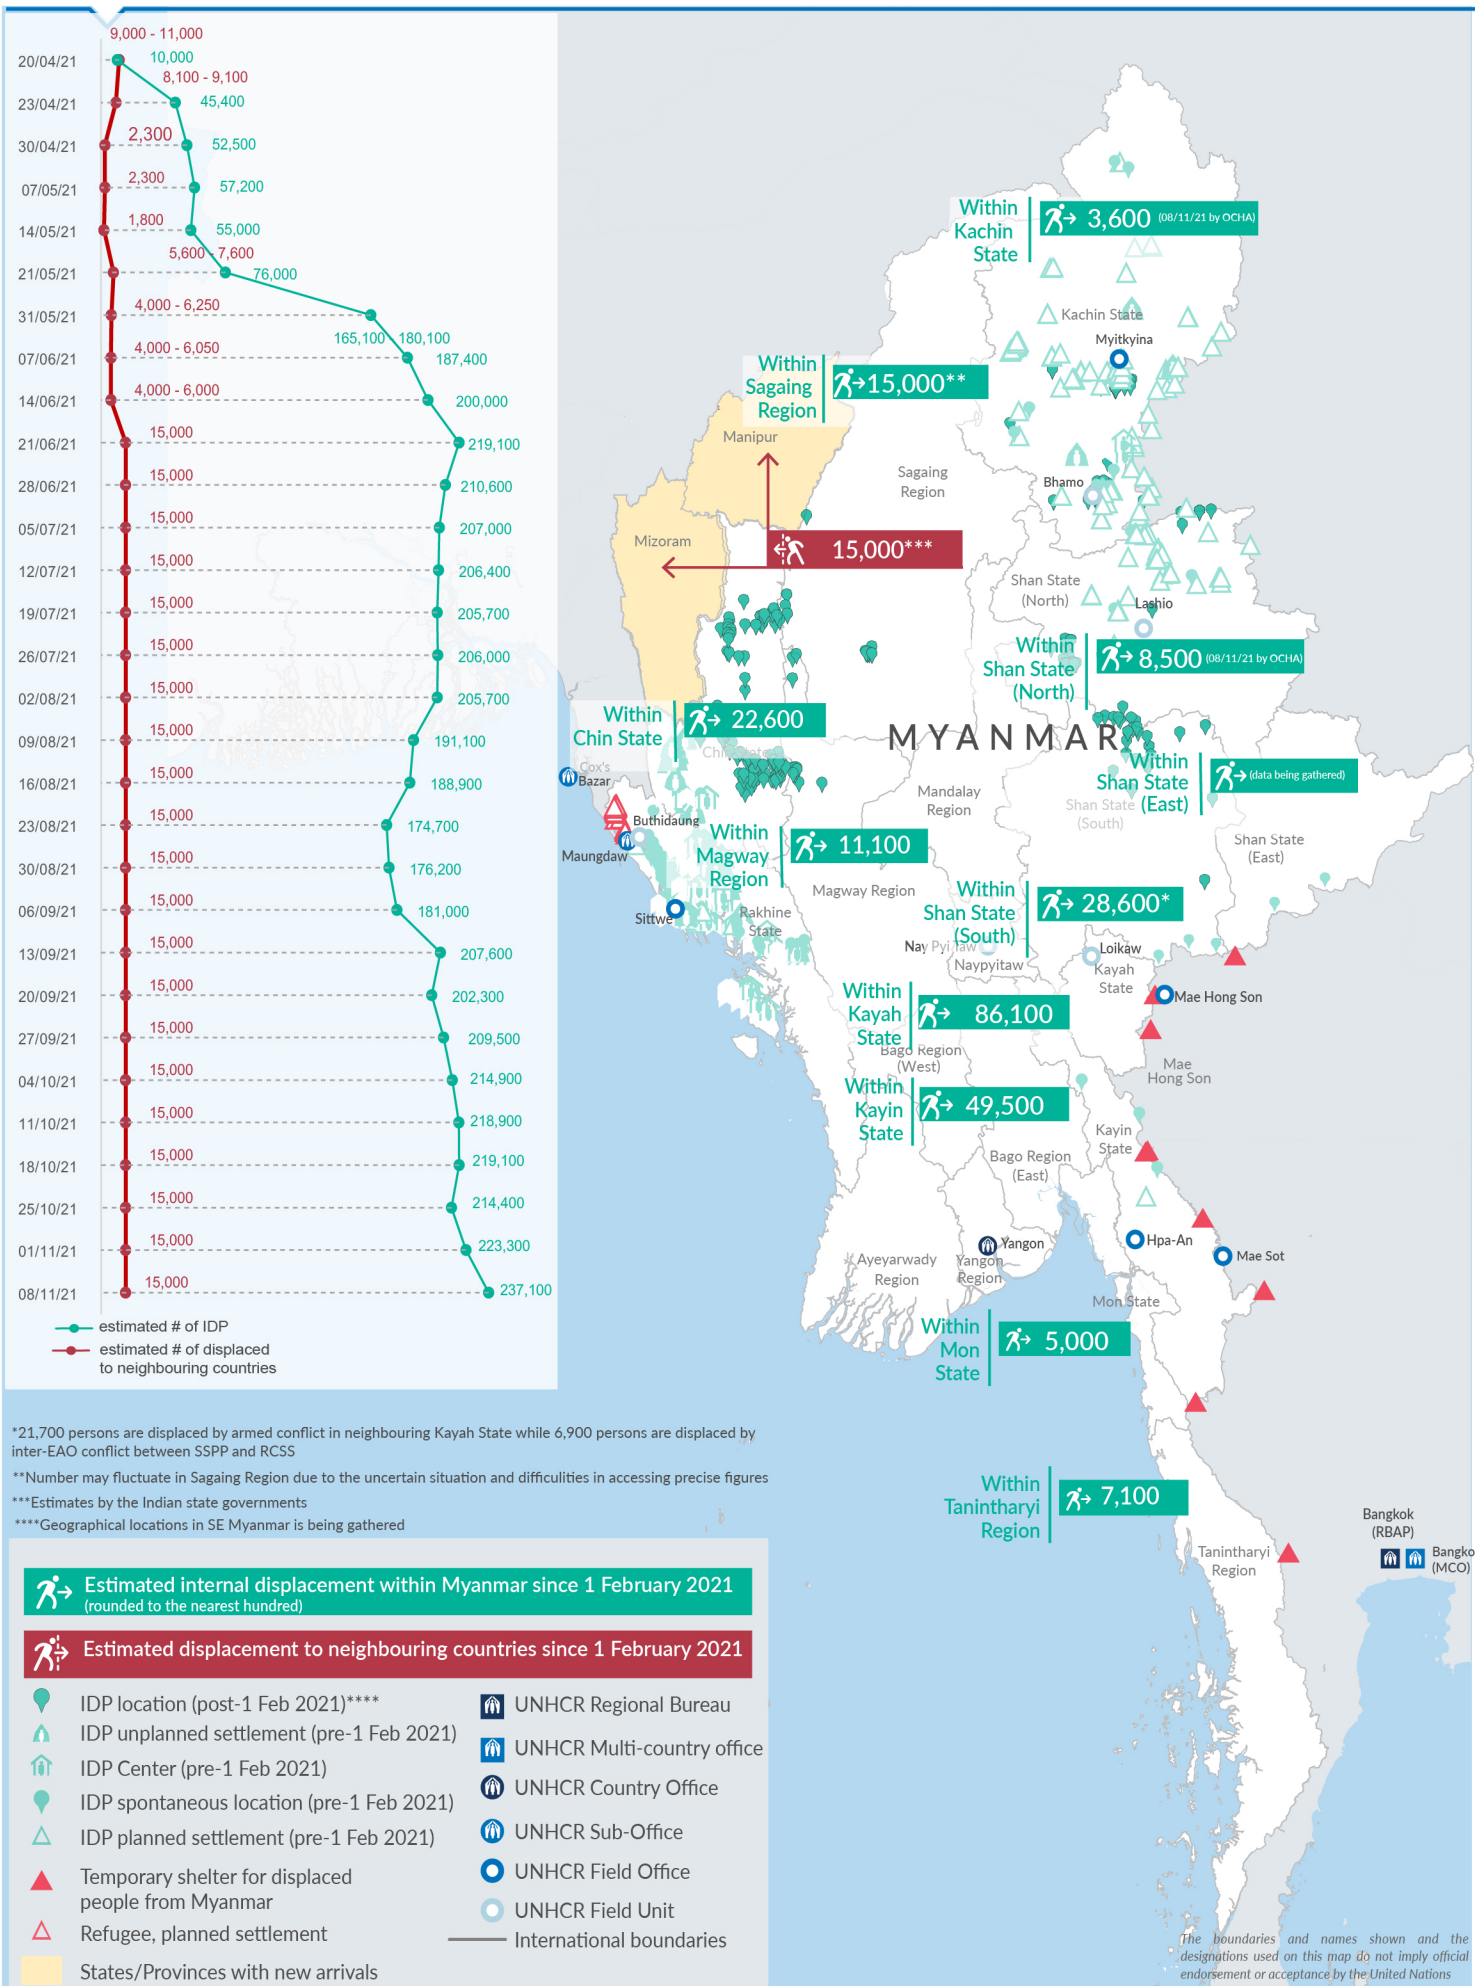 9,000 - 11,000
20/04/21
10,000
8,100 - 9,100
23/04/21
45,400
30/04/21
2,300
52,500
07/05/21
2,300
57,200
14/05/21
1,800
55,000
5,600 - 7,600
21/05/21
76,000
31/05/21
4,000 - 6,250
165,100 - 180,100
07/06/21
4,000 - 6,050
187,400
14/06/21
4,000 - 6,000
200,000
21/06/21
15,000
219,100
28/06/21
15,000
210,600
05/07/21
15,000
207,000
12/07/21
15,000
206,400
19/07/21
15,000
205,700
26/07/21
15,000
206,000
02/08/21
15,000
205,700
09/08/21
15,000
191,100
16/08/21
15,000
188,900
23/08/21
15,000
174,700
30/08/21
15,000
176,200
06/09/21
15,000
181,000
13/09/21
15,000
207,600
20/09/21
15,000
202,300
27/09/21
15,000
209,500
04/10/21
15,000
214,900
11/10/21
15,000
218,900
18/10/21
15,000
219,100
25/10/21
15,000
214,400
01/11/21
15,000
223,300
08/11/21
15,000
237,100
estimated # of IDP
estimated # of displaced
to neighbouring countries
Within
Kachin
State
3,600 (08/11/21 by OCHA)
Kachin State
Myitkyina
Within
Sagaing
Region
15,000**
Manipur
Sagaing
Region
Bhamo
Mizoram
15,000***
Shan State
(North)
Lashio
Within
Shan State
(North)
8,500 (08/11/21 by OCHA)
Within
Chin State
22,600
Chin State
MYANMAR
Cox's
Bazar
Within
Shan State
(East)
(data being gathered)
Mandalay
Region
Shan State
(South)
Buthidaung
Maungdaw
Within
Magway
Region
11,100
Shan State
(East)
Magway Region
Within
Shan State
(South)
28,600*
Sittwe
Rakhine
State
Nay Pyi Taw
Naypyitaw
Loikaw
Kayah
State
Mae Hong Son
Within
Kayah
State
86,100
Bago Region
(West)
Mae
Hong Son
Within
Kayin
State
49,500
Kayin
State
Bago Region
(East)
Hpa-An
Mae Sot
Yangon
Yangon
Region
Ayeyarwady
Region
Mon State
Within
Mon
State
5,000
Within
Tanintharyi
Region
7,100
Tanintharyi
Region
Bangkok
(RBAP)
Bangko
(MCO)
*21,700 persons are displaced by armed conflict in neighbouring Kayah State while 6,900 persons are displaced by
inter-EAO conflict between SSPP and RCSS
**Number may fluctuate in Sagaing Region due to the uncertain situation and difficulities in accessing precise figures
***Estimates by the Indian state governments
****Geographical locations in SE Myanmar is being gathered
Estimated internal displacement within Myanmar since 1 February 2021
(rounded to the nearest hundred)
Estimated displacement to neighbouring countries since 1 February 2021
IDP location (post-1 Feb 2021)****
IDP unplanned settlement (pre-1 Feb 2021)
IDP Center (pre-1 Feb 2021)
IDP spontaneous location (pre-1 Feb 2021)
IDP planned settlement (pre-1 Feb 2021)
Temporary shelter for displaced
people from Myanmar
Refugee, planned settlement
States/Provinces with new arrivals
UNHCR Regional Bureau
UNHCR Multi-country office
UNHCR Country Office
UNHCR Sub-Office
UNHCR Field Office
UNHCR Field Unit
International boundaries
The boundaries and names shown and the
designations used on this map do not imply official
endorsement or acceptance by the United Nations